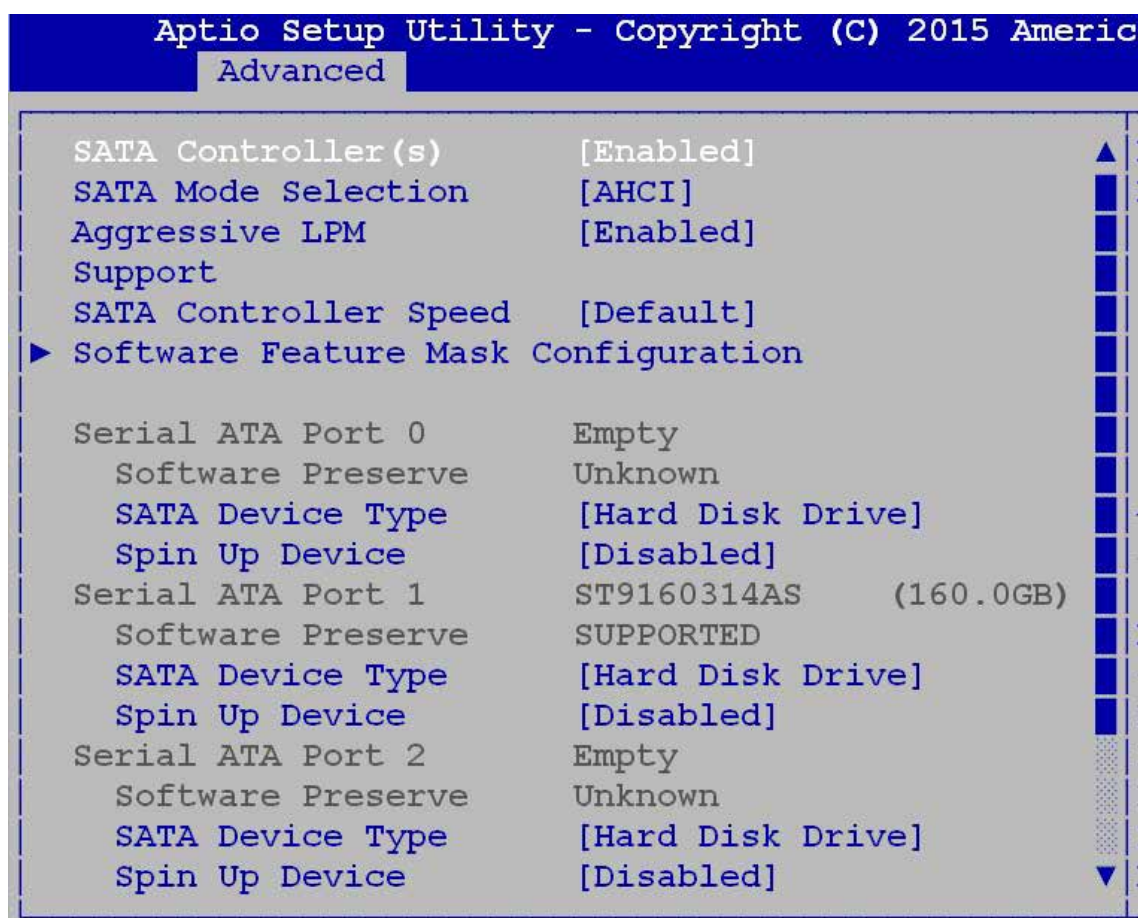 Aptio Setup Utility - Copyright (C) 2015 Americ
Advanced
SATA Controller(s) [Enabled]
SATA Mode Selection [AHCI]
Aggressive LPM [Enabled]
Support
SATA Controller Speed [Default]
Software Feature Mask Configuration
Serial ATA Port 0 Empty
Software Preserve Unknown
SATA Device Type [Hard Disk Drive]
Spin Up Device [Disabled]
Serial ATA Port 1 ST9160314AS (160.0GB)
Software Preserve SUPPORTED
SATA Device Type [Hard Disk Drive]
Spin Up Device [Disabled]
Serial ATA Port 2 Empty
Software Preserve Unknown
SATA Device Type [Hard Disk Drive]
Spin Up Device [Disabled]